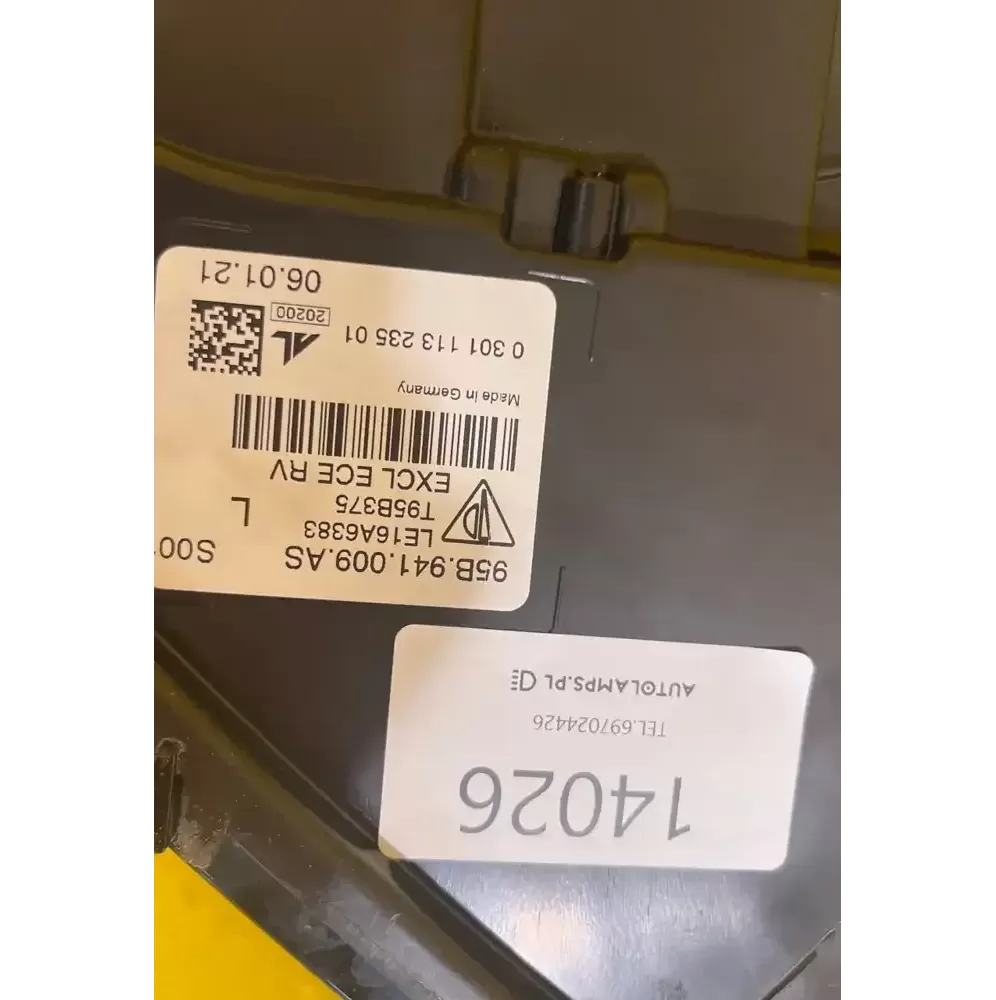 95B.941.009.AS
S00
LE16A6383
L
T95B375
EXCL ECE RV
Made in Germany
0 301 113 235 01
AL
20200
06.01.21
AUTOLAMPS.PL
TEL.697024426
14026